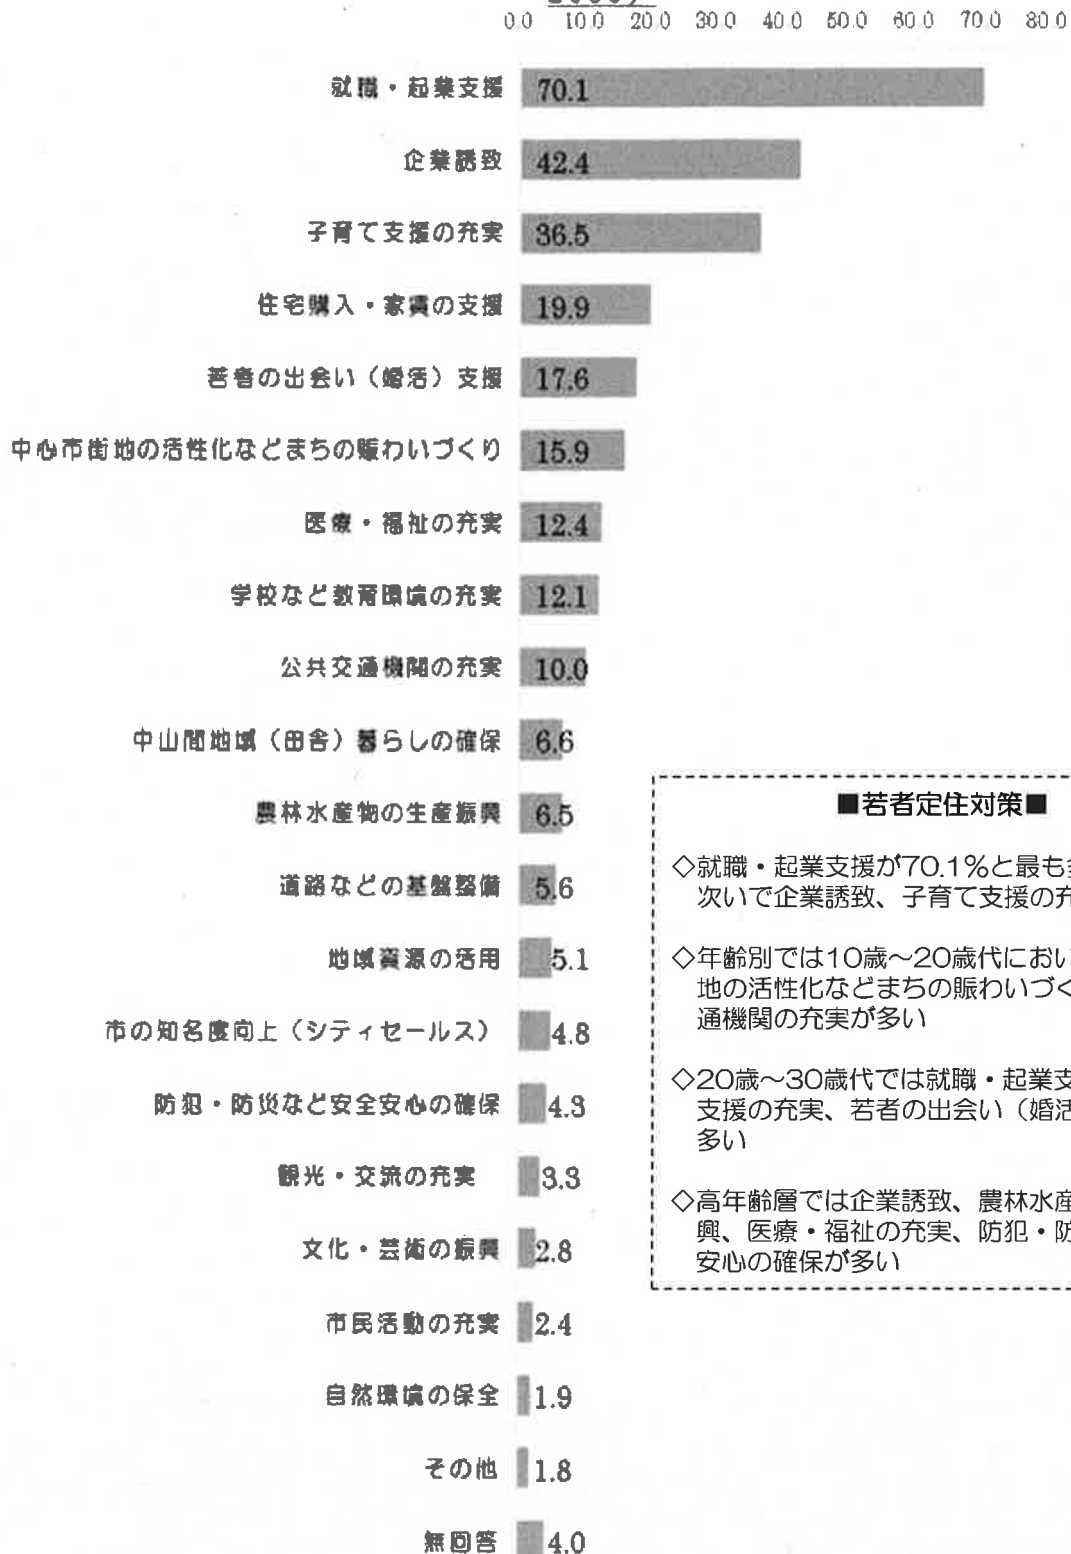 0.0 10.0 20.0 30.0 40.0 50.0 60.0 70.0 80.0
就職・起業支援 70.1
企業誘致 42.4
子育て支援の充実 36.5
住宅購入・家賃の支援 19.9
若者の出会い（婚活）支援 17.6
中心市街地の活性化などまちの賑わいづくり 15.9
医療・福祉の充実 12.4
学校など教育環境の充実 12.1
公共交通機関の充実 10.0
中山間地域（田舎）暮らしの確保 6.6
農林水産物の生産振興 6.5
道路などの基盤整備 5.6
地域資源の活用 5.1
市の知名度向上（シティセールス） 4.8
防犯・防災など安全安心の確保 4.3
観光・交流の充実 3.3
文化・芸術の振興 2.8
市民活動の充実 2.4
自然環境の保全 1.9
その他 1.8
無回答 4.0
■若者定住対策■
◇就職・起業支援が70.1％と最も
次いで企業誘致、子育て支援の充
◇年齢別では10歳～20歳代におい
地の活性化などまちの賑わいづく
通機関の充実が多い
◇20歳～30歳代では就職・起業支
支援の充実、若者の出会い（婚活
多い
◇高年齢層では企業誘致、農林水産
興、医療・福祉の充実、防犯・防
安心の確保が多い